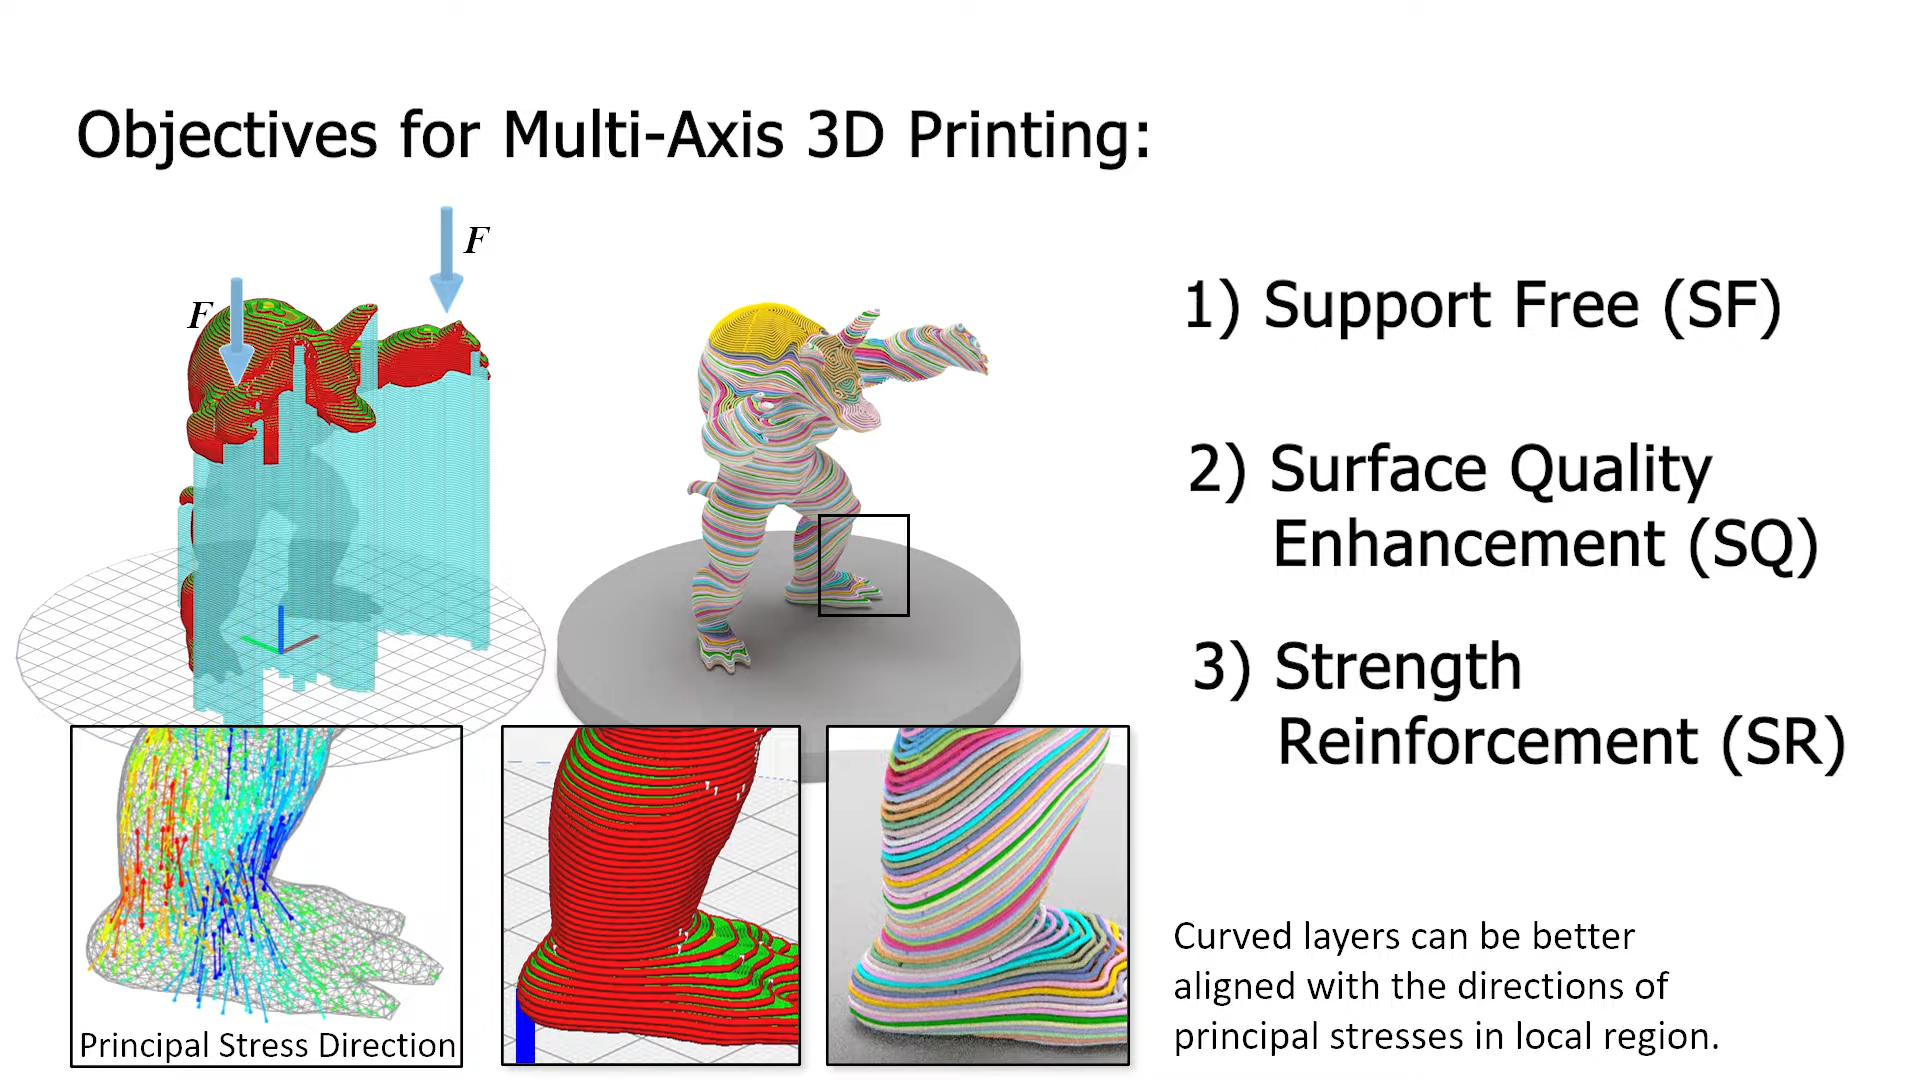 Objectives for Multi-Axis 3D Printing:
F
F
1) Support Free (SF)
2) Surface Quality
Enhancement (SQ)
3) Strength
Reinforcement (SR)
Principal Stress Direction
Curved layers can be better
aligned with the directions of
principal stresses in local region.